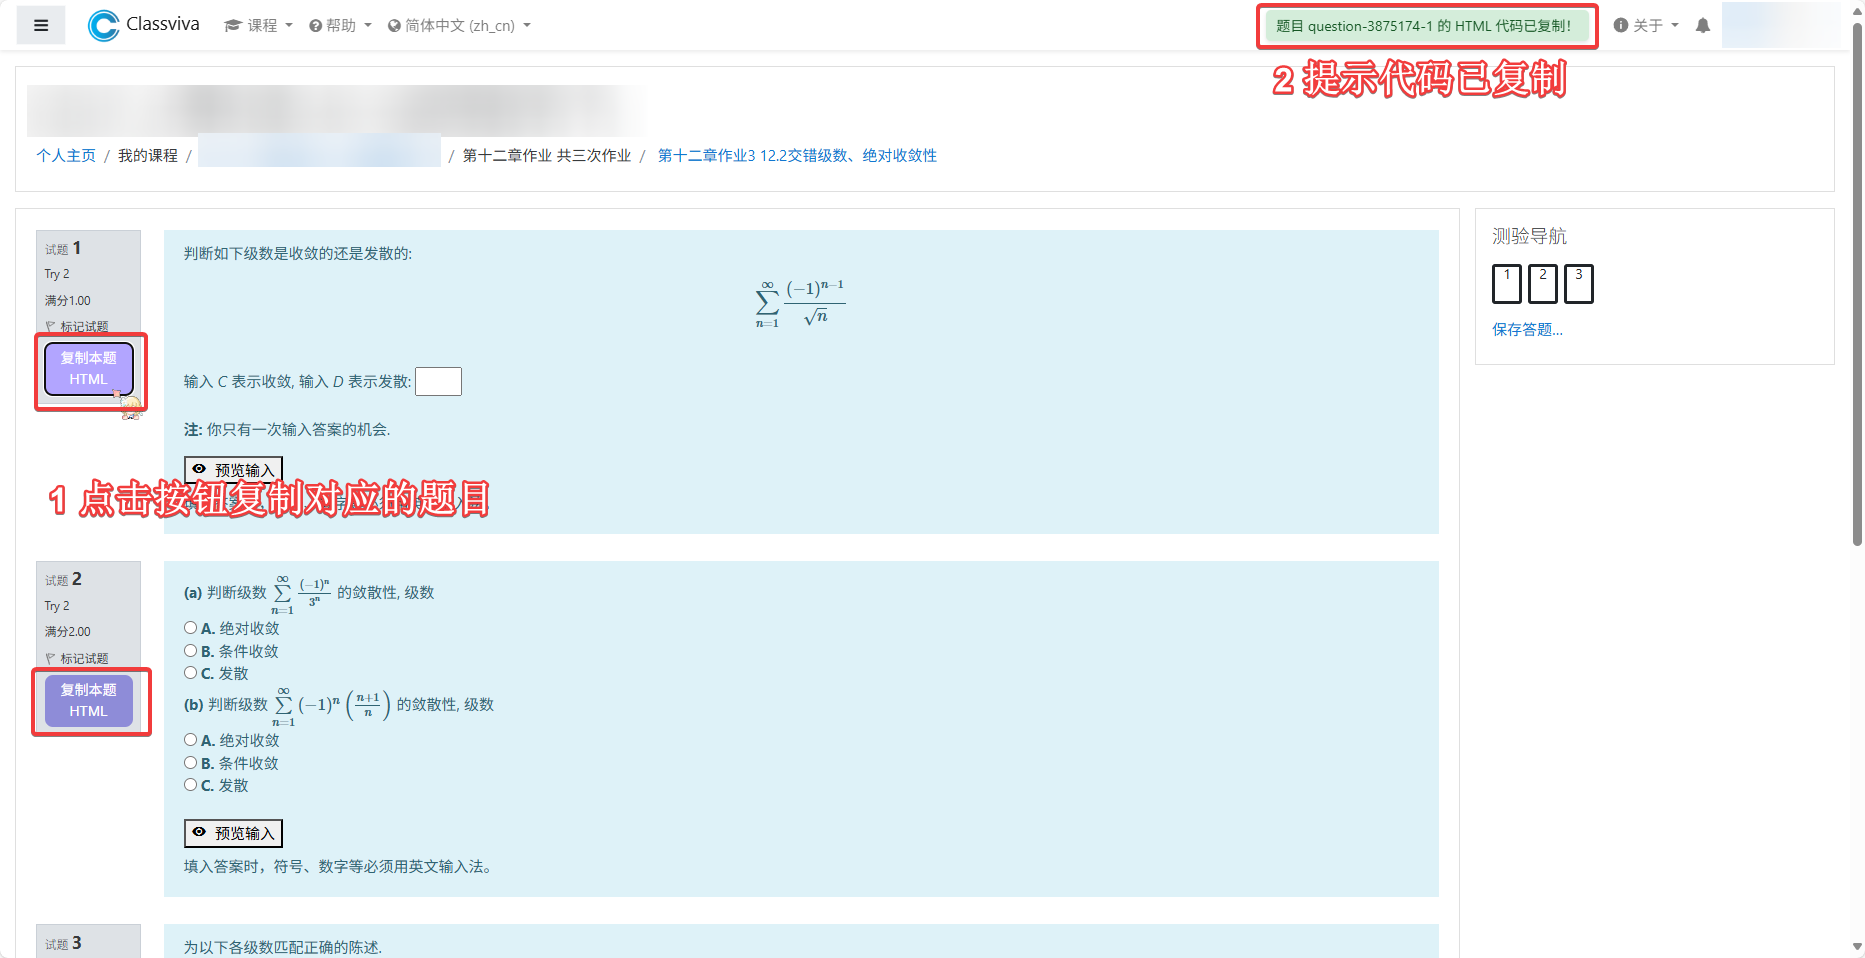 Classviva 课程 帮助 简体中文 (zh_cn) 题目 question-3875174-1 的 HTML 代码已复制! 关于
2 提示代码已复制
个人主页 / 我的课程 / / 第十二章作业 共三次作业 / 第十二章作业3 12.2交错级数、绝对收敛性
试题 1
Try 2
满分1.00
标记试题
复制本题
HTML
判断如下级数是收敛的还是发散的:
∞ ∑ n=1 (−1)^{n−1} / √n
输入 C 表示收敛, 输入 D 表示发散:
注: 你只有一次输入答案的机会.
预览输入
1 点击按钮复制对应的题目
试题 2
Try 2
满分2.00
标记试题
复制本题
HTML
(a) 判断级数 ∞ ∑ n=1 (−1)^n / 3^n 的敛散性, 级数
A. 绝对收敛
B. 条件收敛
C. 发散
(b) 判断级数 ∞ ∑ n=1 (−1)^n (n+1 / n) 的敛散性, 级数
A. 绝对收敛
B. 条件收敛
C. 发散
预览输入
填入答案时，符号、数字等必须用英文输入法。
试题 3
为以下各级数匹配正确的陈述.
测验导航
1 2 3
保存答题...